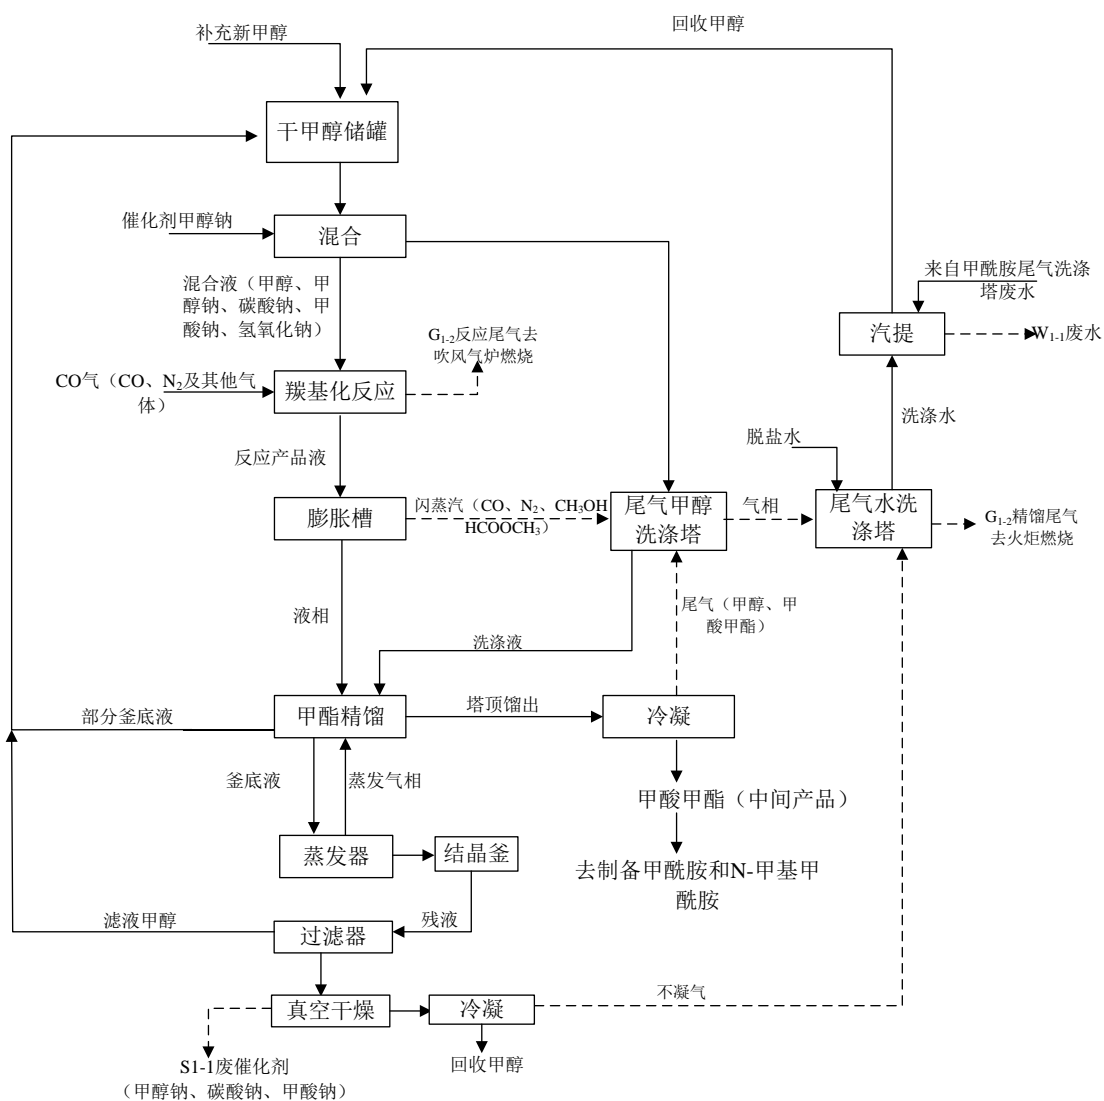 补充新甲醇
回收甲醇
干甲醇储罐
催化剂甲醇钠
混合
混合液（甲醇、甲
醇钠、碳酸钠、甲
酸钠、氢氧化钠）
来自甲酰胺尾气洗涤
塔废水
汽提
W1-1废水
G1-2反应尾气去
吹风气炉燃烧
CO气（CO、N2及其他气
体）
羰基化反应
洗涤水
脱盐水
反应产品液
膨胀槽
闪蒸汽（CO、N2、CH3OH
HCOOCH3）
尾气甲醇
洗涤塔
气相
尾气水洗
涤塔
G1-2精馏尾气
去火炬燃烧
液相
尾气（甲醇、甲
酸甲酯）
洗涤液
部分釜底液
甲酯精馏
塔顶馏出
冷凝
釜底液
蒸发气相
甲酸甲酯（中间产品）
蒸发器
结晶釜
去制备甲酰胺和N-甲基甲
酰胺
滤液甲醇
过滤器
残液
真空干燥
冷凝
不凝气
S1-1废催化剂
（甲醇钠、碳酸钠、甲酸钠）
回收甲醇